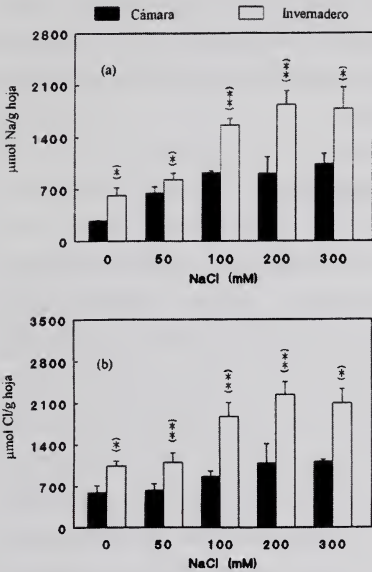 Cámara Invernadero
(a)
µmol Na/g hoja
2800
2100
1400
700
0
(*)
(*)
(**)
(**)
(*)
0 50 100 200 300
NaCl (mM)
(b)
µmol Cl/g hoja
3500
2800
2100
1400
700
0
(*)
(**)
(**)
(**)
(*)
0 50 100 200 300
NaCl (mM)